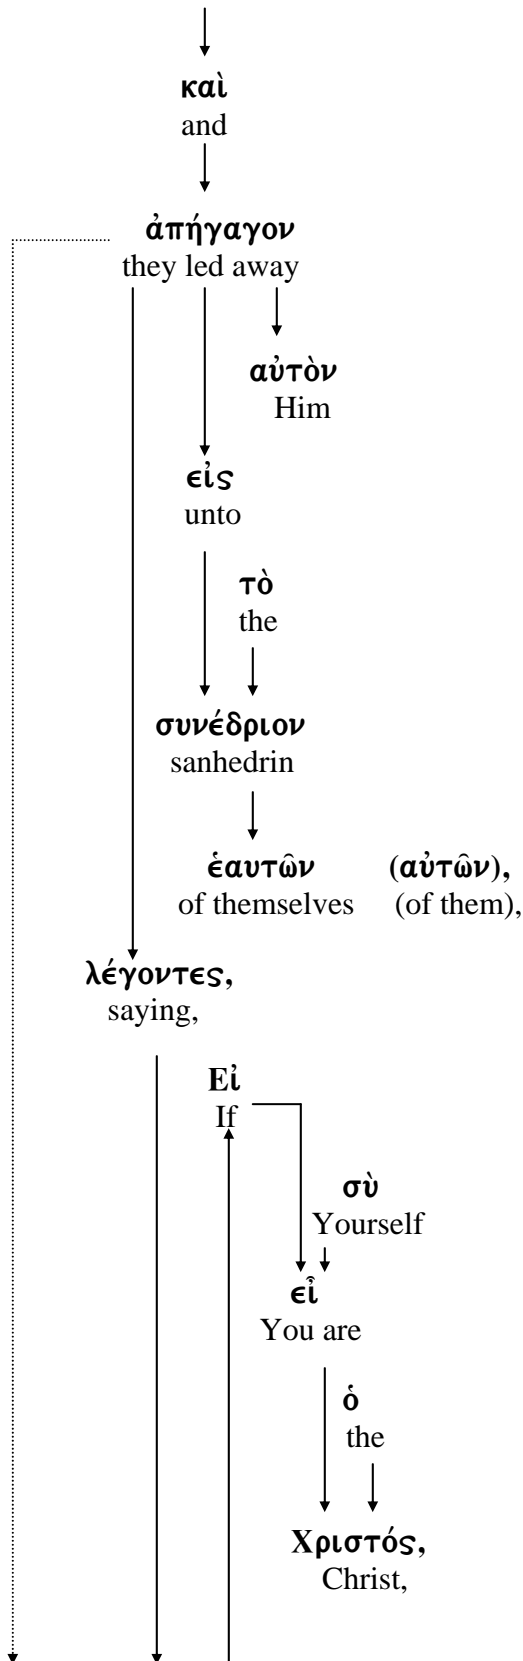 καὶ
and
ἀπήγαγον
they led away
αὐτὸν
Him
εἰς
unto
τὸ
the
συνέδριον
sanhedrin
ἑαυτῶν (αὐτῶν),
of themselves (of them),
λέγοντες,
saying,
Εἰ
If
σὺ
Yourself
εἶ
You are
ὁ
the
Χριστός,
Christ,